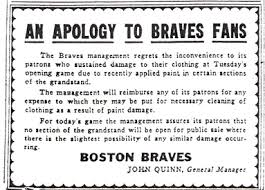 AN APOLOGY TO BRAVES FANS
The Braves management regrets the inconvenience to its
patrons who sustained damage to their clothing at Tuesday's
opening game due to recently applied paint in certain sections
of the grandstand.
The management will reimburse any of its patrons for any
expense to which they may be put for necessary cleaning of
clothing as a result of paint damage.
For today's game the management assures its patrons that
no section of the grandstand will be open for public sale where
there is the slightest possibility of any similar damage occur-
ring.
BOSTON BRAVES
JOHN QUINN, General Manager